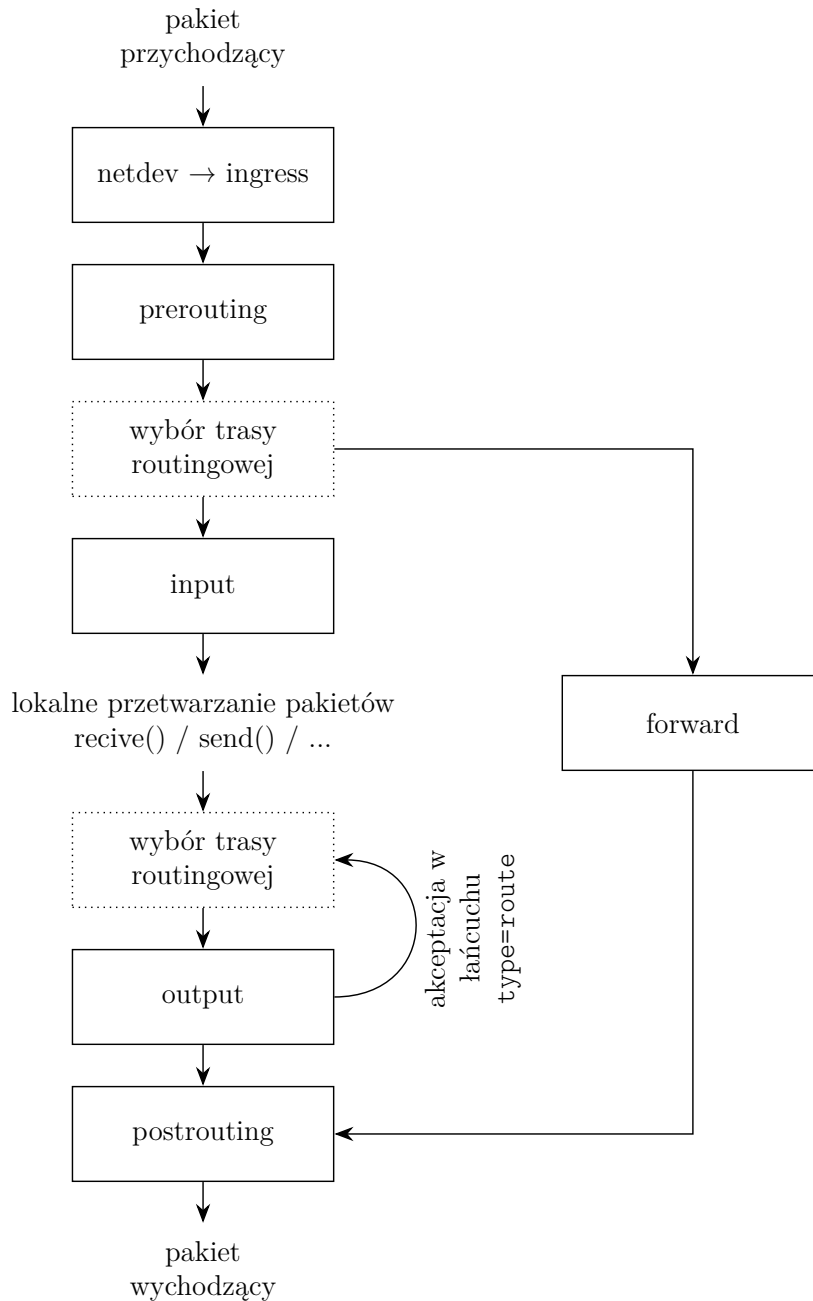 pakiet
przychodzący
netdev → ingress
prerouting
wybór trasy
routingowej
input
lokalne przetwarzanie pakietów
recive() / send() / ...
forward
wybór trasy
routingowej
akceptacja w
łańcuchu
type=route
output
postrouting
pakiet
wychodzący